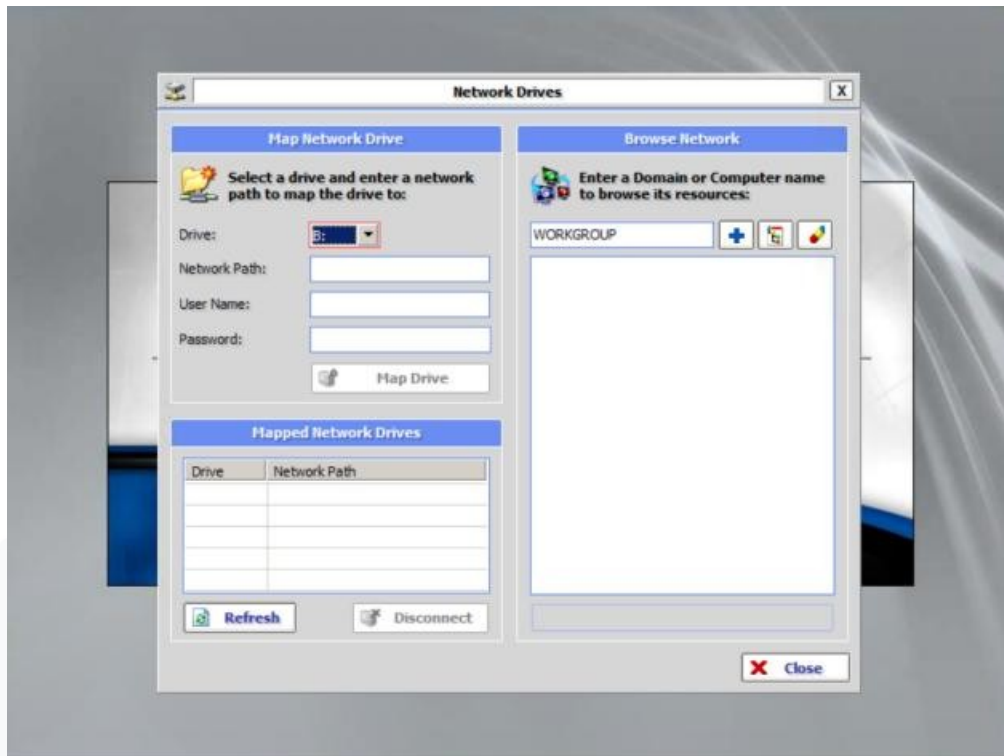 Network Drives
X
Map Network Drive
Select a drive and enter a network
path to map the drive to:
Drive:
B:
Network Path:
User Name:
Password:
Map Drive
Mapped Network Drives
Drive Network Path
Refresh
Disconnect
Browse Network
Enter a Domain or Computer name
to browse its resources:
WORKGROUP
Close